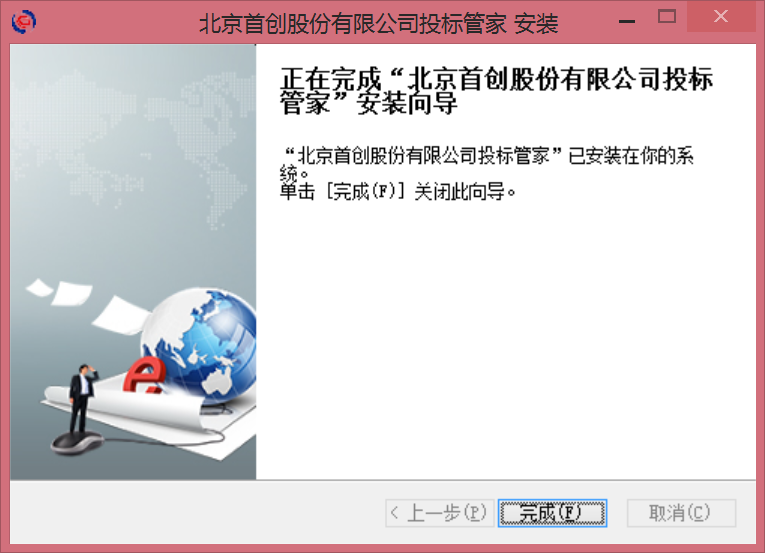 北京首创股份有限公司投标管家 安装
正在完成“北京首创股份有限公司投标
管家”安装向导
“北京首创股份有限公司投标管家”已安装在你的系
统。
单击 [完成(F)] 关闭此向导。
e
< 上一步(P) 完成(F) 取消(C)